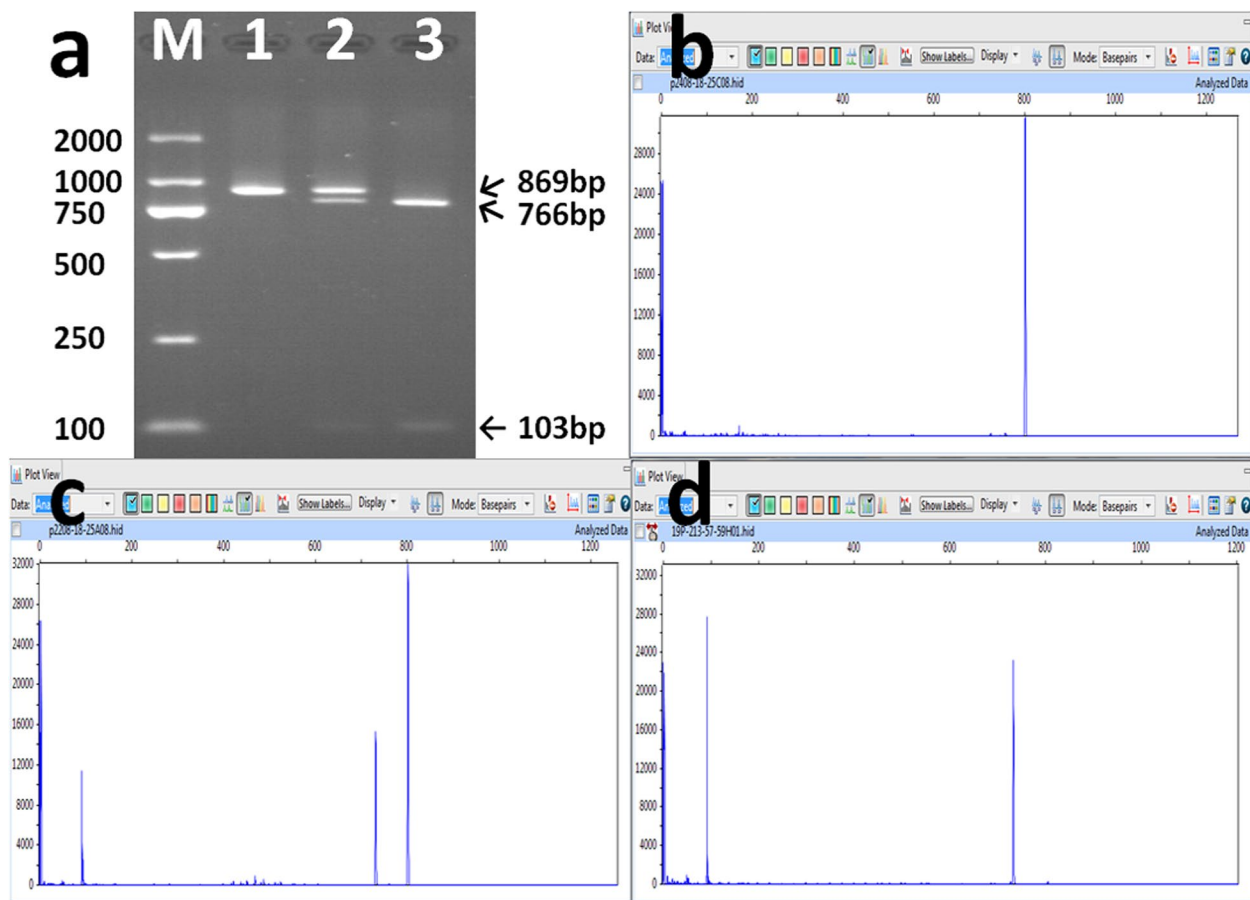 a M 1 2 3
2000
1000
750
500
250
100
← 869bp
← 766bp
← 103bp
b
Plot View
Data: Mode: Basepairs
Show Labels... Display
p2408-18-25C08.hid Analyzed Data
0 200 400 600 800 1000 1200
28000
24000
20000
16000
12000
8000
4000
0
c
Plot View
Data: Show Labels... Display Mode: Basepairs
p2208-18-25A08.hid Analyzed Data
0 200 400 600 800 1000 1200
32000
28000
24000
20000
16000
12000
8000
4000
0
d
Plot View
Data: Show Labels... Display Mode: Basepairs
19P-213-57-59H01.hid Analyzed Data
0 200 400 600 800 1000 1200
32000
28000
24000
20000
16000
12000
8000
4000
0